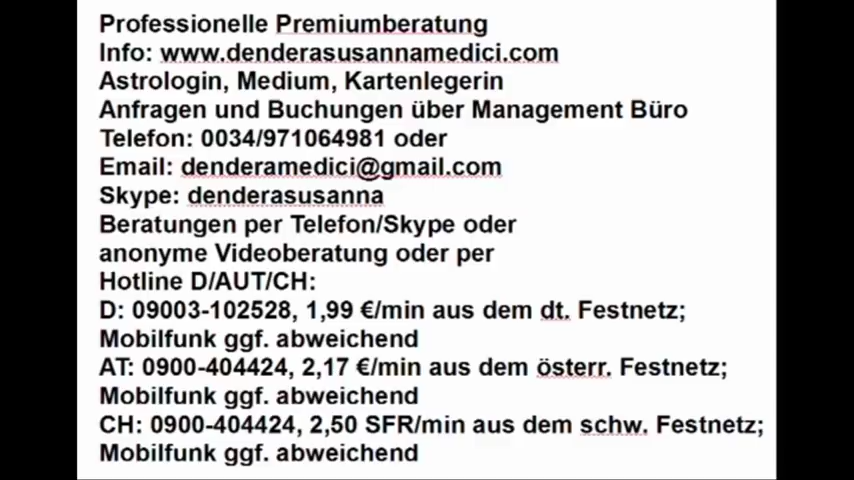 Professionelle Premiumberatung
Info: www.denderasusannamedici.com
Astrologin, Medium, Kartenlegerin
Anfragen und Buchungen über Management Büro
Telefon: 0034/971064981 oder
Email: denderamedici@gmail.com
Skype: denderasusanna
Beratungen per Telefon/Skype oder
anonyme Videoberatung oder per
Hotline D/AUT/CH:
D: 09003-102528, 1,99 €/min aus dem dt. Festnetz;
Mobilfunk ggf. abweichend
AT: 0900-404424, 2,17 €/min aus dem österr. Festnetz;
Mobilfunk ggf. abweichend
CH: 0900-404424, 2,50 SFR/min aus dem schw. Festnetz;
Mobilfunk ggf. abweichend